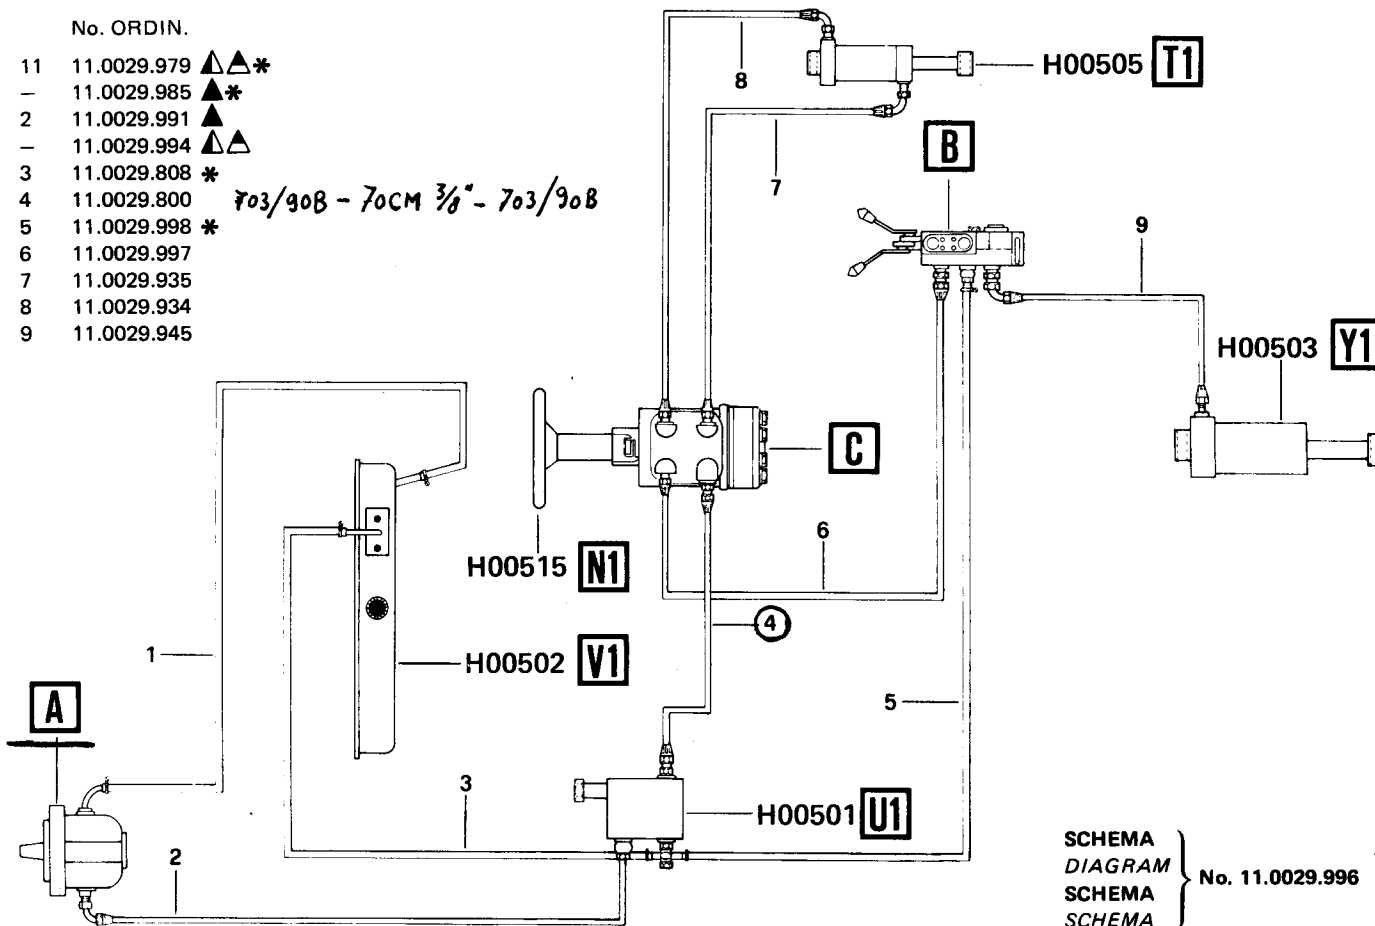 No. ORDIN.
11 11.0029.979 *
– 11.0029.985 *
2 11.0029.991
– 11.0029.994
3 11.0029.808 *
4 11.0029.800 703/90B - 70CM 3/8" - 703/90B
5 11.0029.998 *
6 11.0029.997
7 11.0029.935
8 11.0029.934
9 11.0029.945
8
H00505 T1
7
B
9
H00503 Y1
C
H00515 N1
6
4
1
H00502 V1
A
5
3
H00501 U1
2
SCHEMA
DIAGRAM
SCHEMA
SCHEMA
No. 11.0029.996